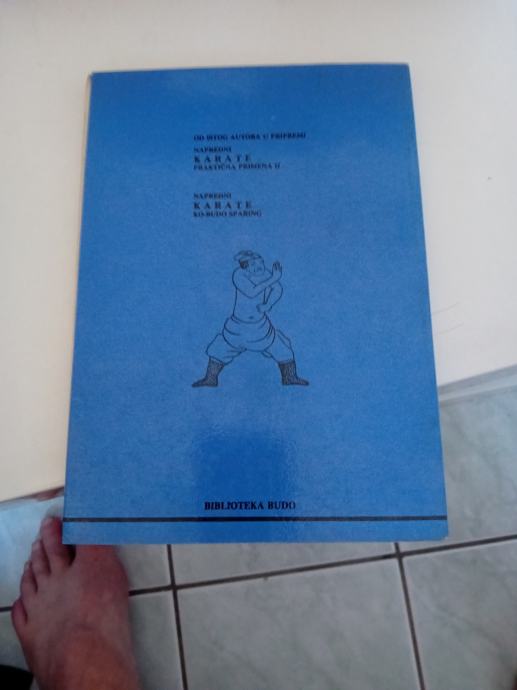 OD ISTOG AUTORA U PRIPREMI
NAPREDNI
KARATE
PRAKTIČNA PRIMENA II
NAPREDNI
KARATE
KO-BUDO SPARING
BIBLIOTEKA BUDO